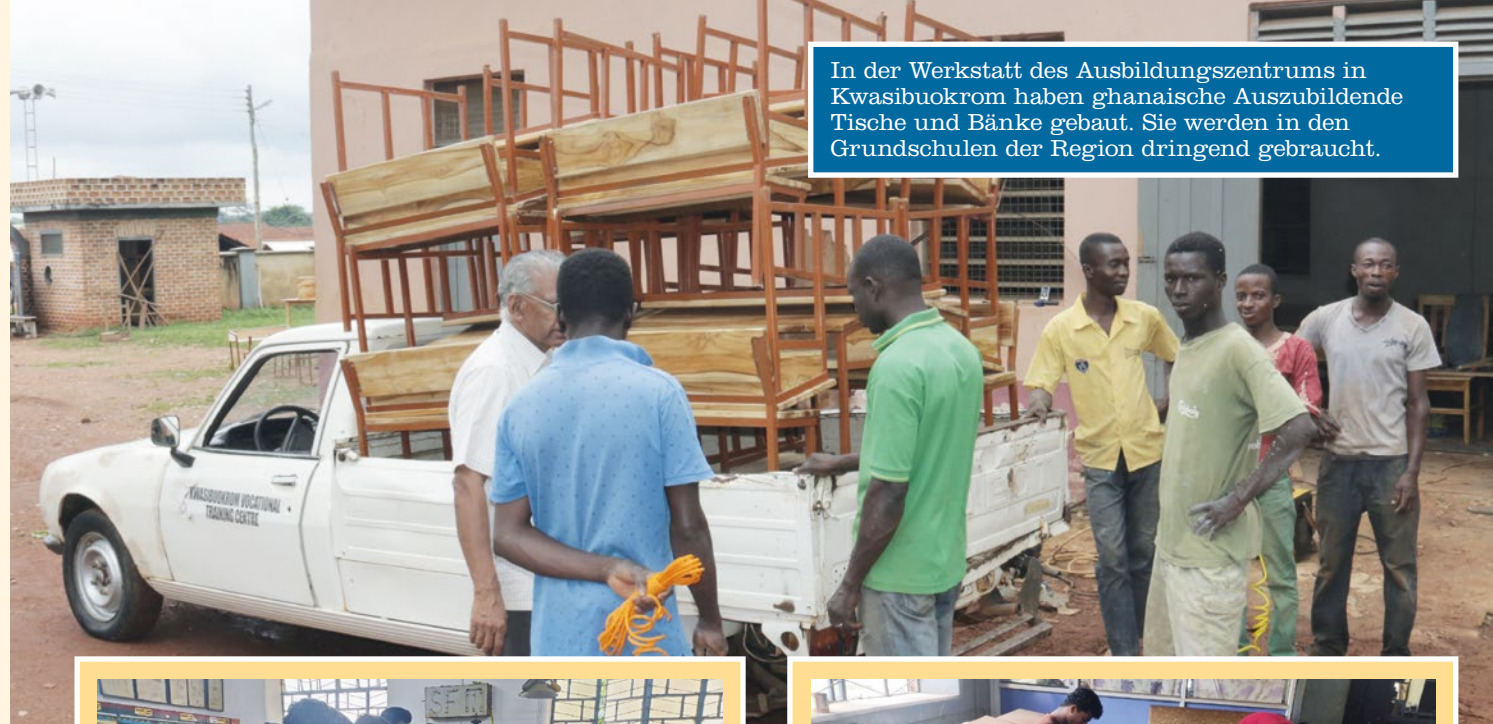 In der Werkstatt des Ausbildungszentrums in
Kwasibuokrom haben ghanaische Auszubildende
Tische und Bänke gebaut. Sie werden in den
Grundschulen der Region dringend gebraucht.
KWASIBUOKROM VOCATIONAL
TRAINING CENTRE
Carlsberg